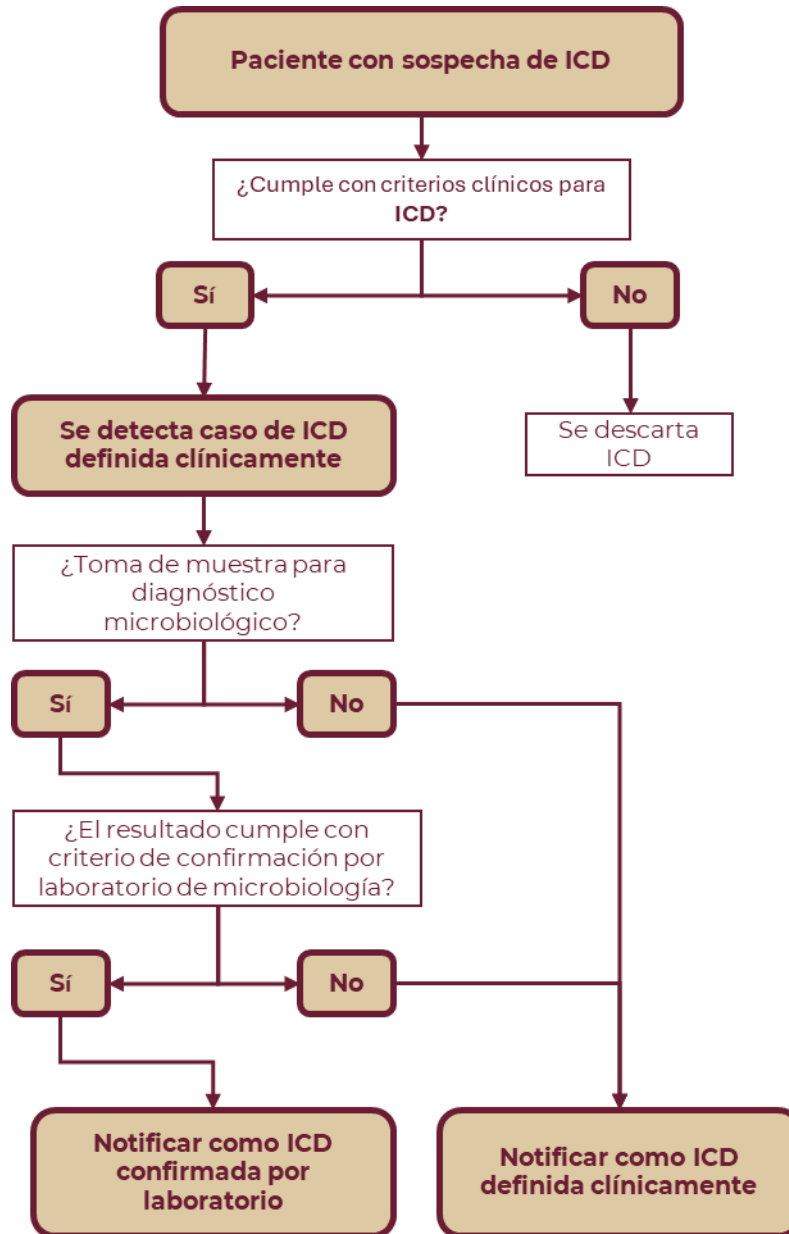 Paciente con sospecha de ICD
¿Cumple con criterios clínicos para
ICD?
Sí
No
Se detecta caso de ICD
definida clínicamente
Se descarta
ICD
¿Toma de muestra para
diagnóstico
microbiológico?
Sí
No
¿El resultado cumple con
criterio de confirmación por
laboratorio de microbiología?
Sí
No
Notificar como ICD
confirmada por
laboratorio
Notificar como ICD
definida clínicamente